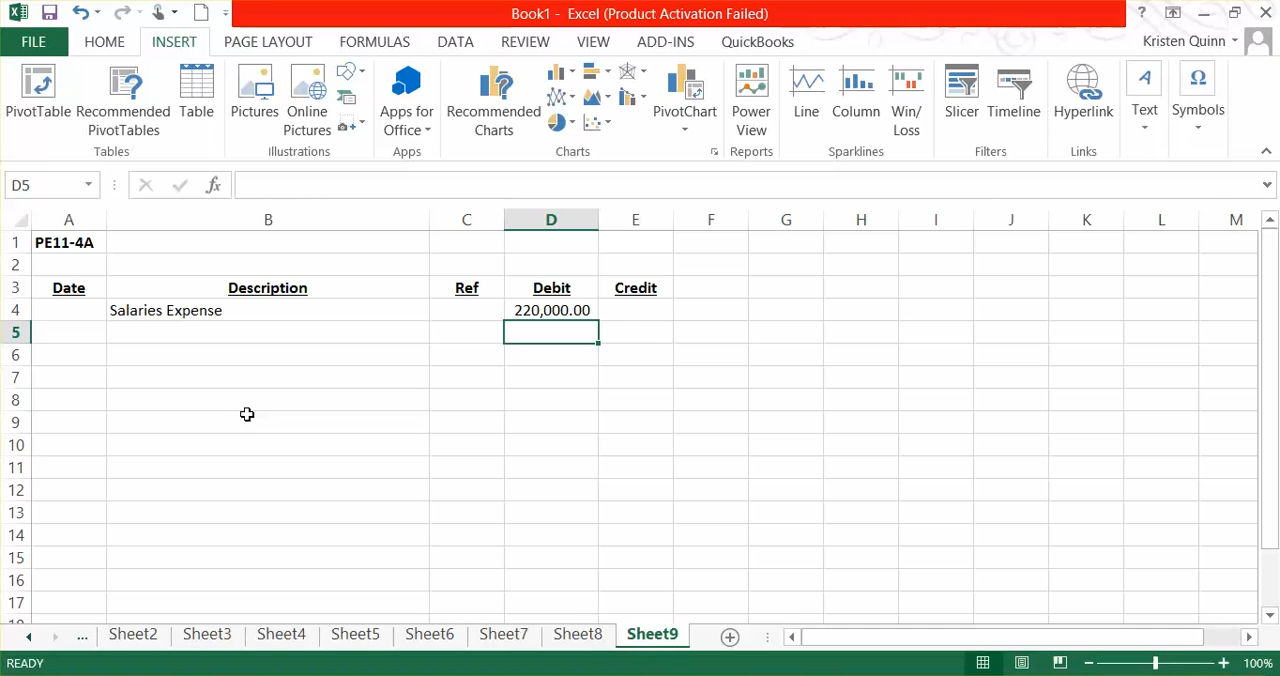 Book1 - Excel (Product Activation Failed)
?
FILE HOME INSERT PAGE LAYOUT FORMULAS DATA REVIEW VIEW ADD-INS QuickBooks Kristen Quinn
PivotTable Recommended PivotTables Table Pictures Online Pictures Apps for Office Recommended Charts PivotChart Power View Line Column Win/ Loss Slicer Timeline Hyperlink Text Symbols
Tables Illustrations Apps Charts Reports Sparklines Filters Links
D5 fx
A B C D E F G H I J K L M
1 PE11-4A
2
3 Date Description Ref Debit Credit
4 Salaries Expense 220,000.00
5
6
7
8
9
10
11
12
13
14
15
16
17
... Sheet2 Sheet3 Sheet4 Sheet5 Sheet6 Sheet7 Sheet8 Sheet9
READY 100%